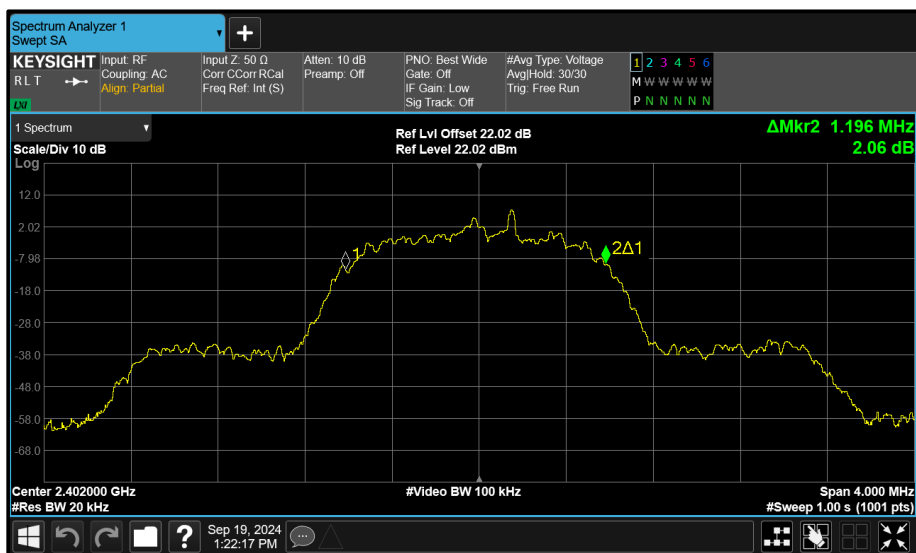 Spectrum Analyzer 1
Swept SA
+
KEYSIGHT
R L T
LXI
Input: RF
Coupling: AC
Align: Partial
Input Z: 50 Ω
Corr CCorr RCal
Freq Ref: Int (S)
Atten: 10 dB
Preamp: Off
PNO: Best Wide
Gate: Off
IF Gain: Low
Sig Track: Off
#Avg Type: Voltage
Avg|Hold: 30/30
Trig: Free Run
1 2 3 4 5 6
M W W W W W
P N N N N N
1 Spectrum
Scale/Div 10 dB
Ref Lvl Offset 22.02 dB
Ref Level 22.02 dBm
ΔMkr2 1.196 MHz
2.06 dB
Log
12.0
2.02
-7.98
-18.0
-28.0
-38.0
-48.0
-58.0
-68.0
1
2Δ1
Center 2.402000 GHz
#Res BW 20 kHz
#Video BW 100 kHz
Span 4.000 MHz
#Sweep 1.00 s (1001 pts)
?
Sep 19, 2024
1:22:17 PM